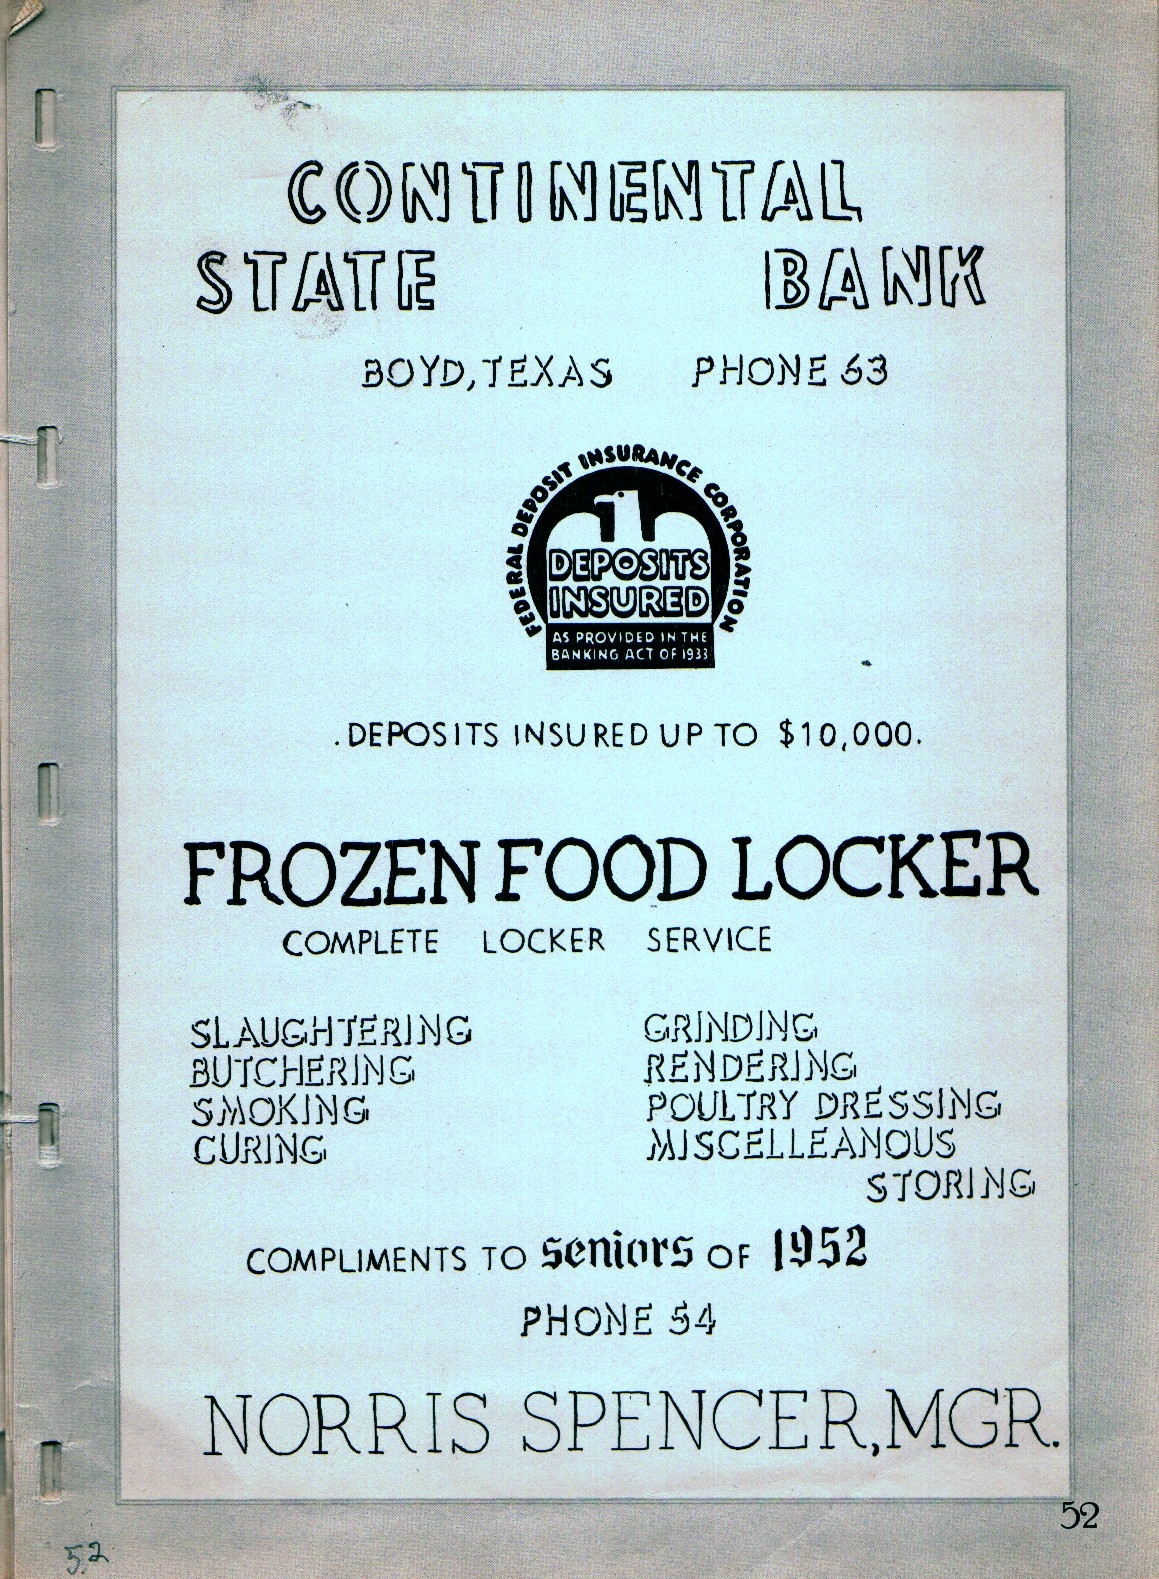 CONTINENTAL
STATE BANK
BOYD, TEXAS PHONE 63
FEDERAL DEPOSIT INSURANCE CORPORATION
DEPOSITS
INSURED
AS PROVIDED IN THE
BANKING ACT OF 1933
.DEPOSITS INSURED UP TO $10,000.
FROZEN FOOD LOCKER
COMPLETE LOCKER SERVICE
SLAUGHTERING
BUTCHERING
SMOKING
CURING
GRINDING
RENDERING
POULTRY DRESSING
MISCELLEANOUS
STORING
COMPLIMENTS TO seniors OF 1952
PHONE 54
NORRIS SPENCER, MGR.
52
52